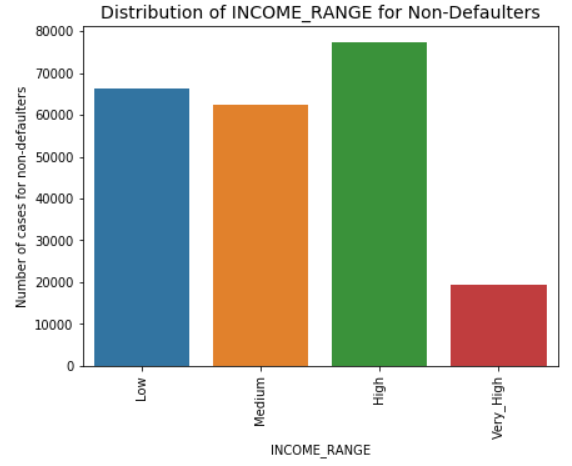 Distribution of INCOME_RANGE for Non-Defaulters
Number of cases for non-defaulters
80000
70000
60000
50000
40000
30000
20000
10000
0
Low
Medium
High
Very_High
INCOME_RANGE